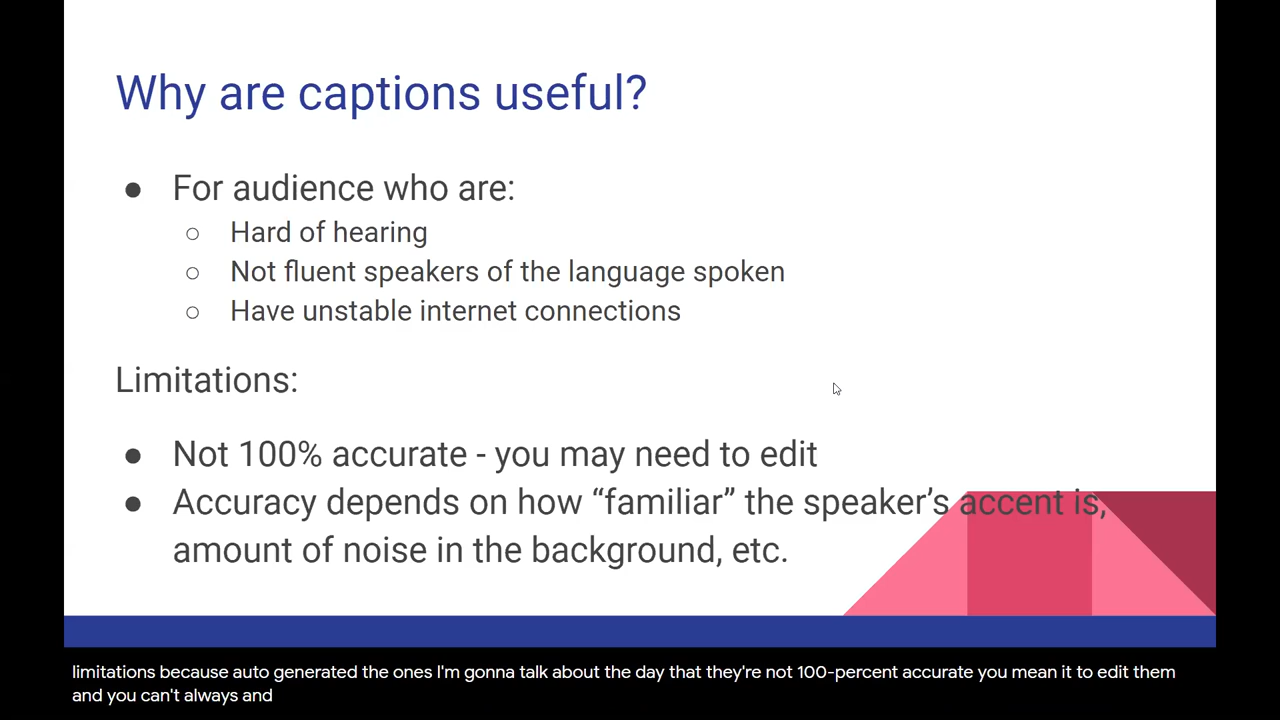 Why are captions useful?
● For audience who are:
○ Hard of hearing
○ Not fluent speakers of the language spoken
○ Have unstable internet connections
Limitations:
● Not 100% accurate - you may need to edit
● Accuracy depends on how “familiar” the speaker’s accent is,
amount of noise in the background, etc.
limitations because auto generated the ones I'm gonna talk about the day that they're not 100-percent accurate you mean it to edit them
and you can't always and